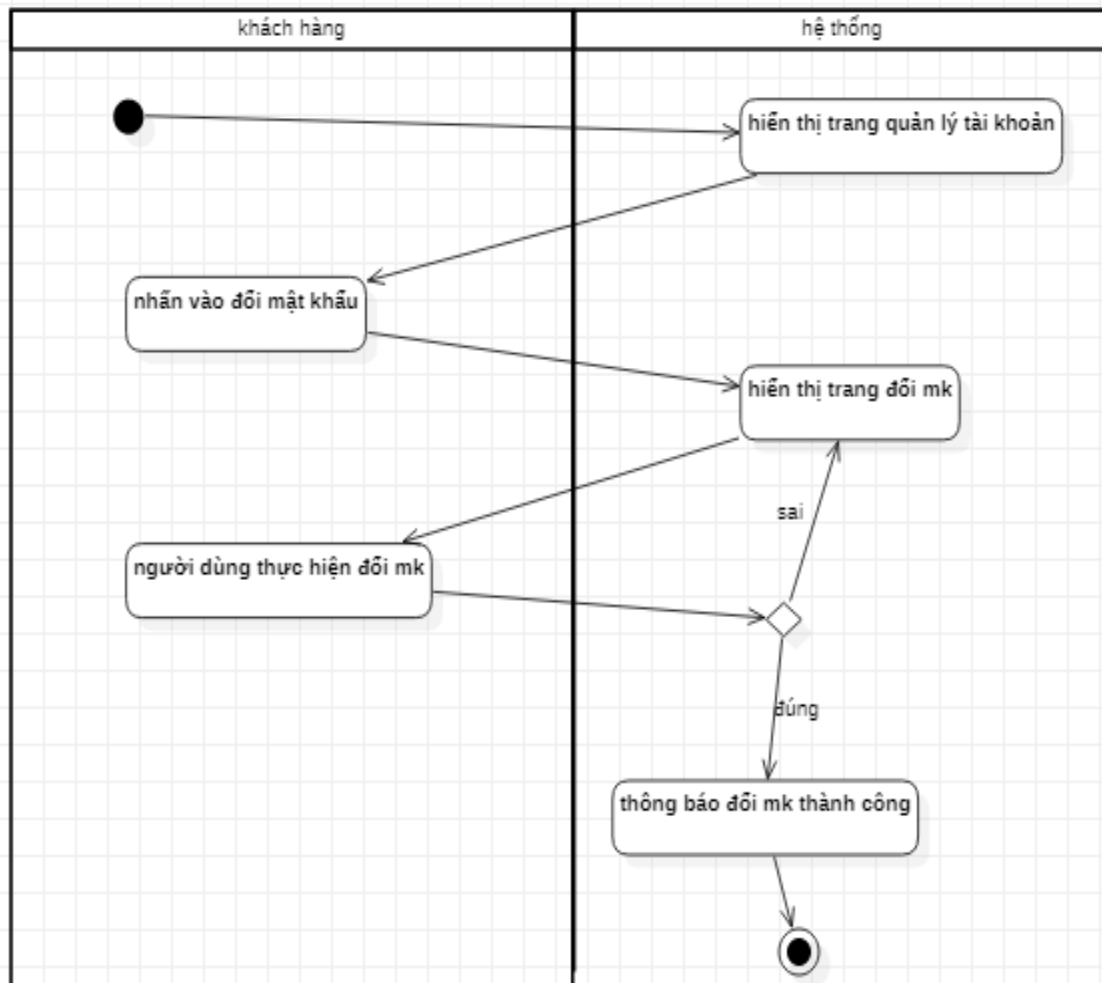 khách hàng
hệ thống
hiển thị trang quản lý tài khoản
nhấn vào đổi mật khẩu
hiển thị trang đổi mk
sai
người dùng thực hiện đổi mk
đúng
thông báo đổi mk thành công